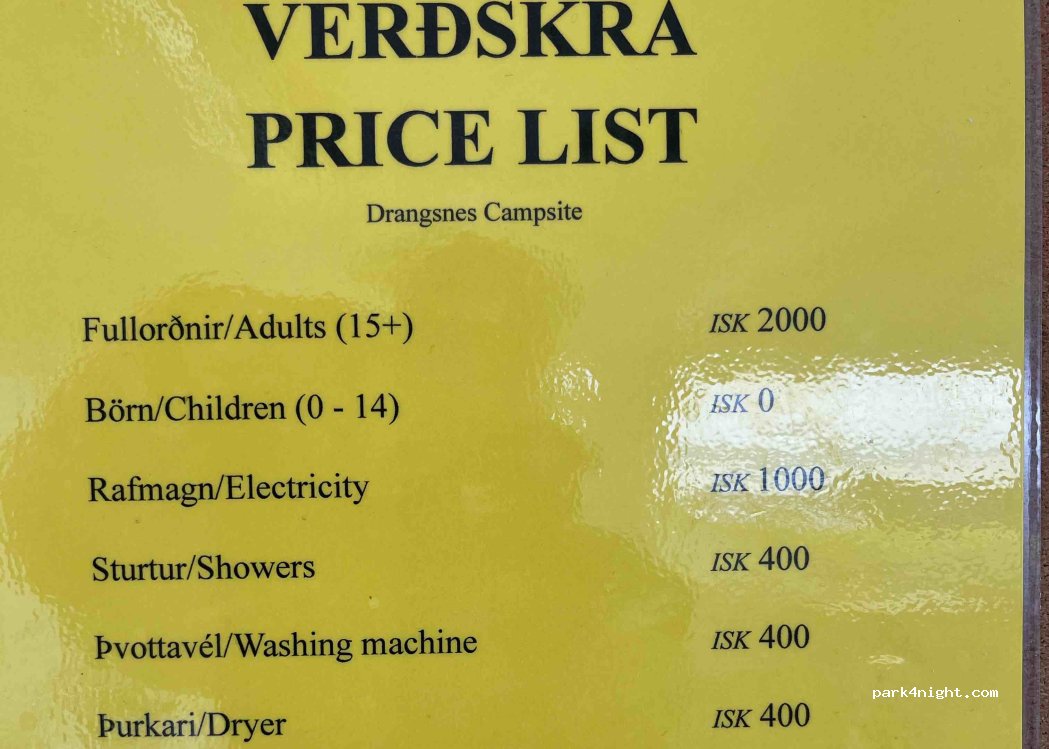 VERÐSKRA
PRICE LIST
Drangsnes Campsite
Fullorðnir/Adults (15+) ISK 2000
Börn/Children (0 - 14) ISK 0
Rafmagn/Electricity ISK 1000
Sturtur/Showers ISK 400
Þvottavél/Washing machine ISK 400
park4night.com
Þurkari/Dryer ISK 400